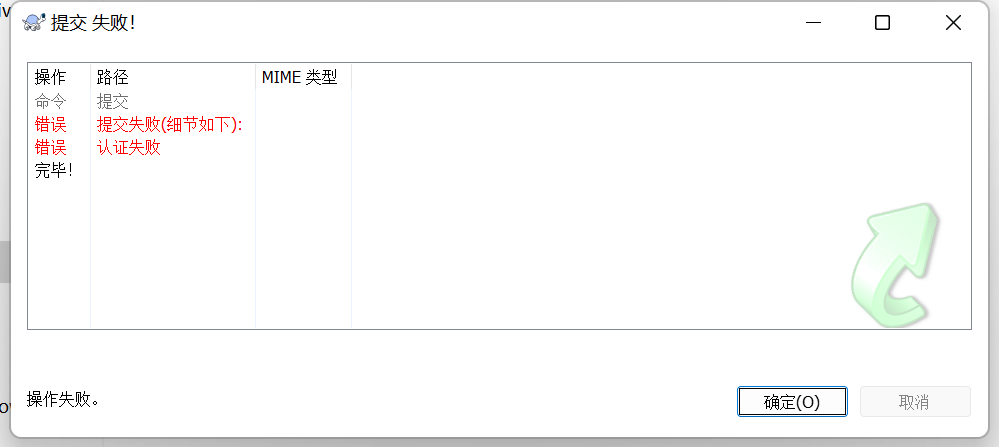 提交 失败!
操作 路径 MIME 类型
命令 提交
错误 提交失败(细节如下):
错误 认证失败
完毕!
操作失败。
确定(O) 取消